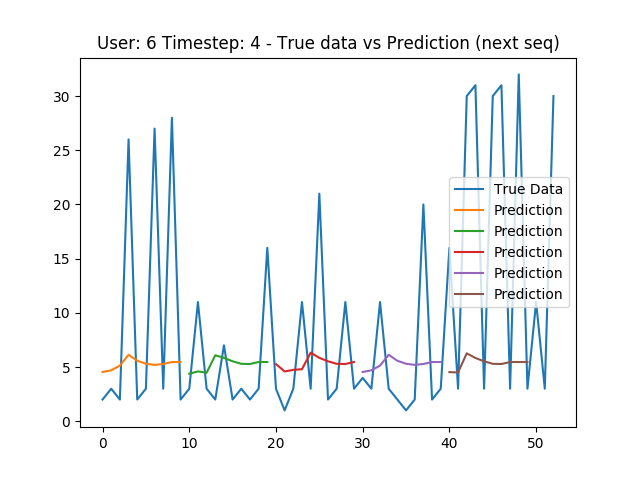 User: 6 Timestep: 4 - True data vs Prediction (next seq)
30
25
20
15
10
5
0
True Data
Prediction
Prediction
Prediction
Prediction
Prediction
0 10 20 30 40 50